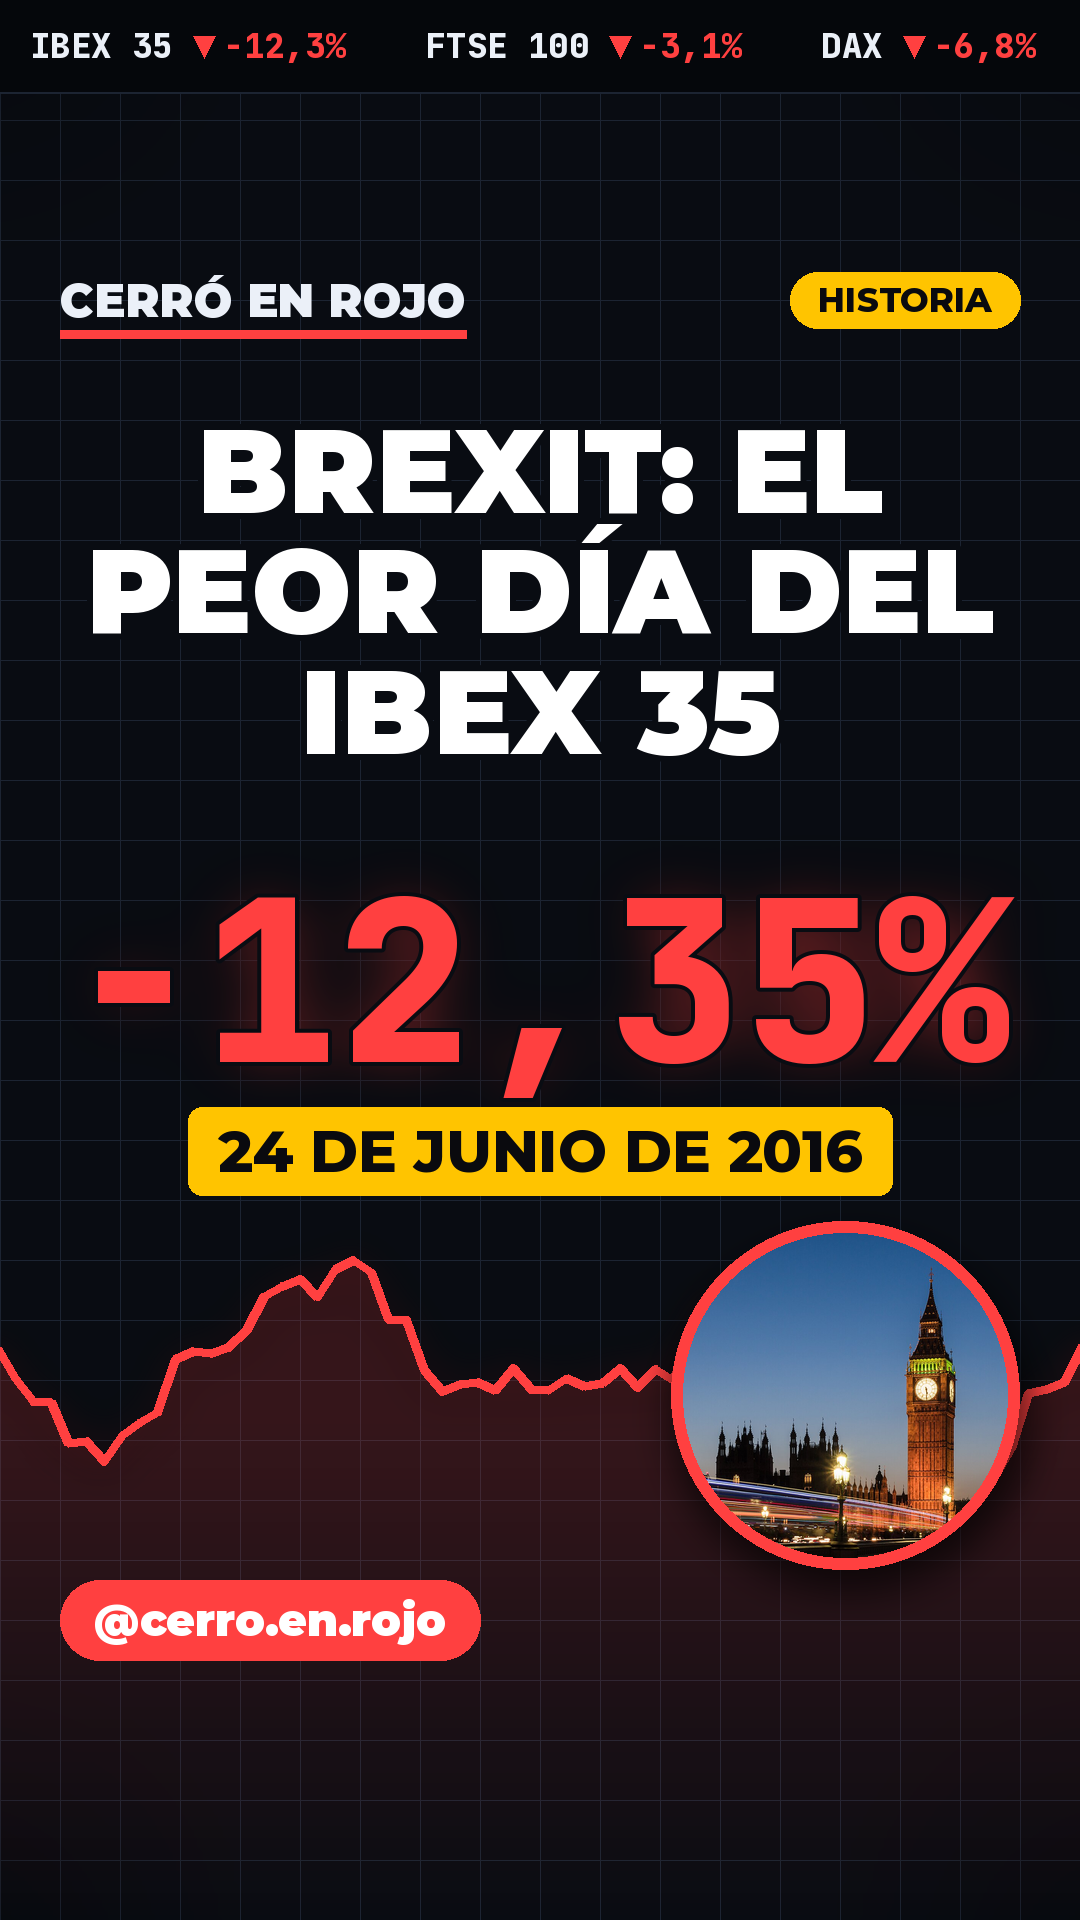 IBEX 35 ▼ -12,3% FTSE 100 ▼ -3,1% DAX ▼ -6,8%
CERRÓ EN ROJO
HISTORIA
BREXIT: EL
PEOR DÍA DEL
IBEX 35
-12,35%
24 DE JUNIO DE 2016
@cerro.en.rojo